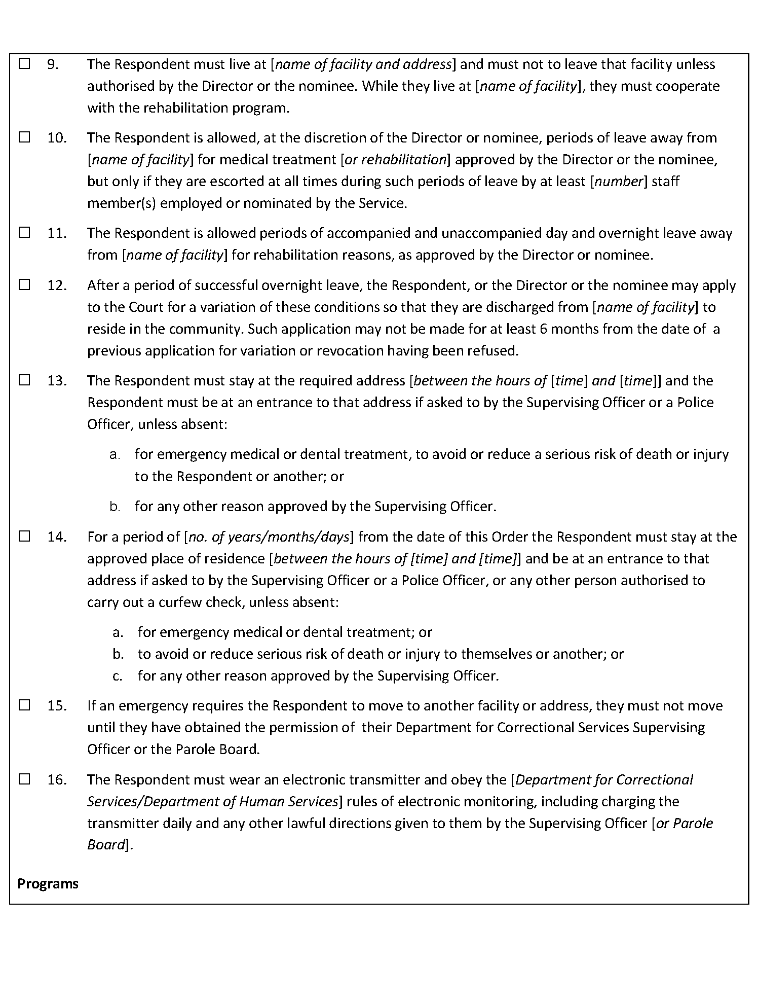 ☐ 9. The Respondent must live at [name of facility and address] and must not to leave that facility unless
authorised by the Director or the nominee. While they live at [name of facility], they must cooperate
with the rehabilitation program.
☐ 10. The Respondent is allowed, at the discretion of the Director or nominee, periods of leave away from
[name of facility] for medical treatment [or rehabilitation] approved by the Director or the nominee,
but only if they are escorted at all times during such periods of leave by at least [number] staff
member(s) employed or nominated by the Service.
☐ 11. The Respondent is allowed periods of accompanied and unaccompanied day and overnight leave away
from [name of facility] for rehabilitation reasons, as approved by the Director or nominee.
☐ 12. After a period of successful overnight leave, the Respondent, or the Director or the nominee may apply
to the Court for a variation of these conditions so that they are discharged from [name of facility] to
reside in the community. Such application may not be made for at least 6 months from the date of a
previous application for variation or revocation having been refused.
☐ 13. The Respondent must stay at the required address [between the hours of [time] and [time]] and the
Respondent must be at an entrance to that address if asked to by the Supervising Officer or a Police
Officer, unless absent:
a. for emergency medical or dental treatment, to avoid or reduce a serious risk of death or injury
to the Respondent or another; or
b. for any other reason approved by the Supervising Officer.
☐ 14. For a period of [no. of years/months/days] from the date of this Order the Respondent must stay at the
approved place of residence [between the hours of [time] and [time]] and be at an entrance to that
address if asked to by the Supervising Officer or a Police Officer, or any other person authorised to
carry out a curfew check, unless absent:
a. for emergency medical or dental treatment; or
b. to avoid or reduce serious risk of death or injury to themselves or another; or
c. for any other reason approved by the Supervising Officer.
☐ 15. If an emergency requires the Respondent to move to another facility or address, they must not move
until they have obtained the permission of their Department for Correctional Services Supervising
Officer or the Parole Board.
☐ 16. The Respondent must wear an electronic transmitter and obey the [Department for Correctional
Services/Department of Human Services] rules of electronic monitoring, including charging the
transmitter daily and any other lawful directions given to them by the Supervising Officer [or Parole
Board].
Programs